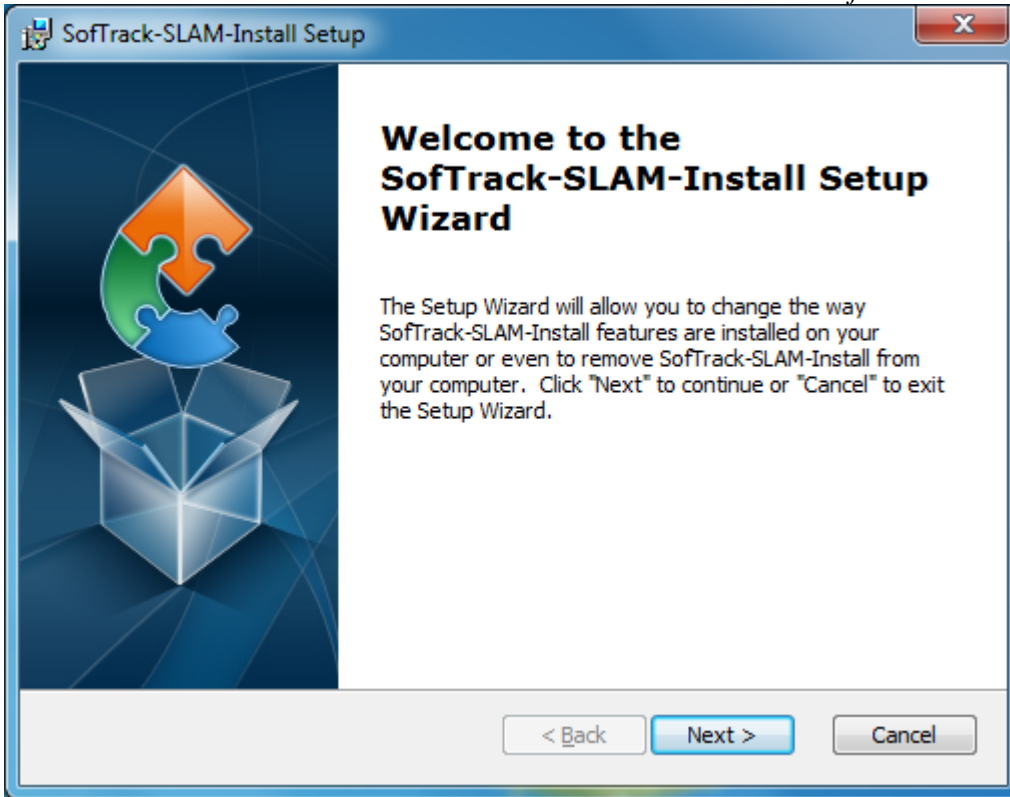 SofTrack-SLAM-Install Setup
Welcome to the
SofTrack-SLAM-Install Setup
Wizard
The Setup Wizard will allow you to change the way
SofTrack-SLAM-Install features are installed on your
computer or even to remove SofTrack-SLAM-Install from
your computer.  Click "Next" to continue or "Cancel" to exit
the Setup Wizard.
< Back
Next >
Cancel